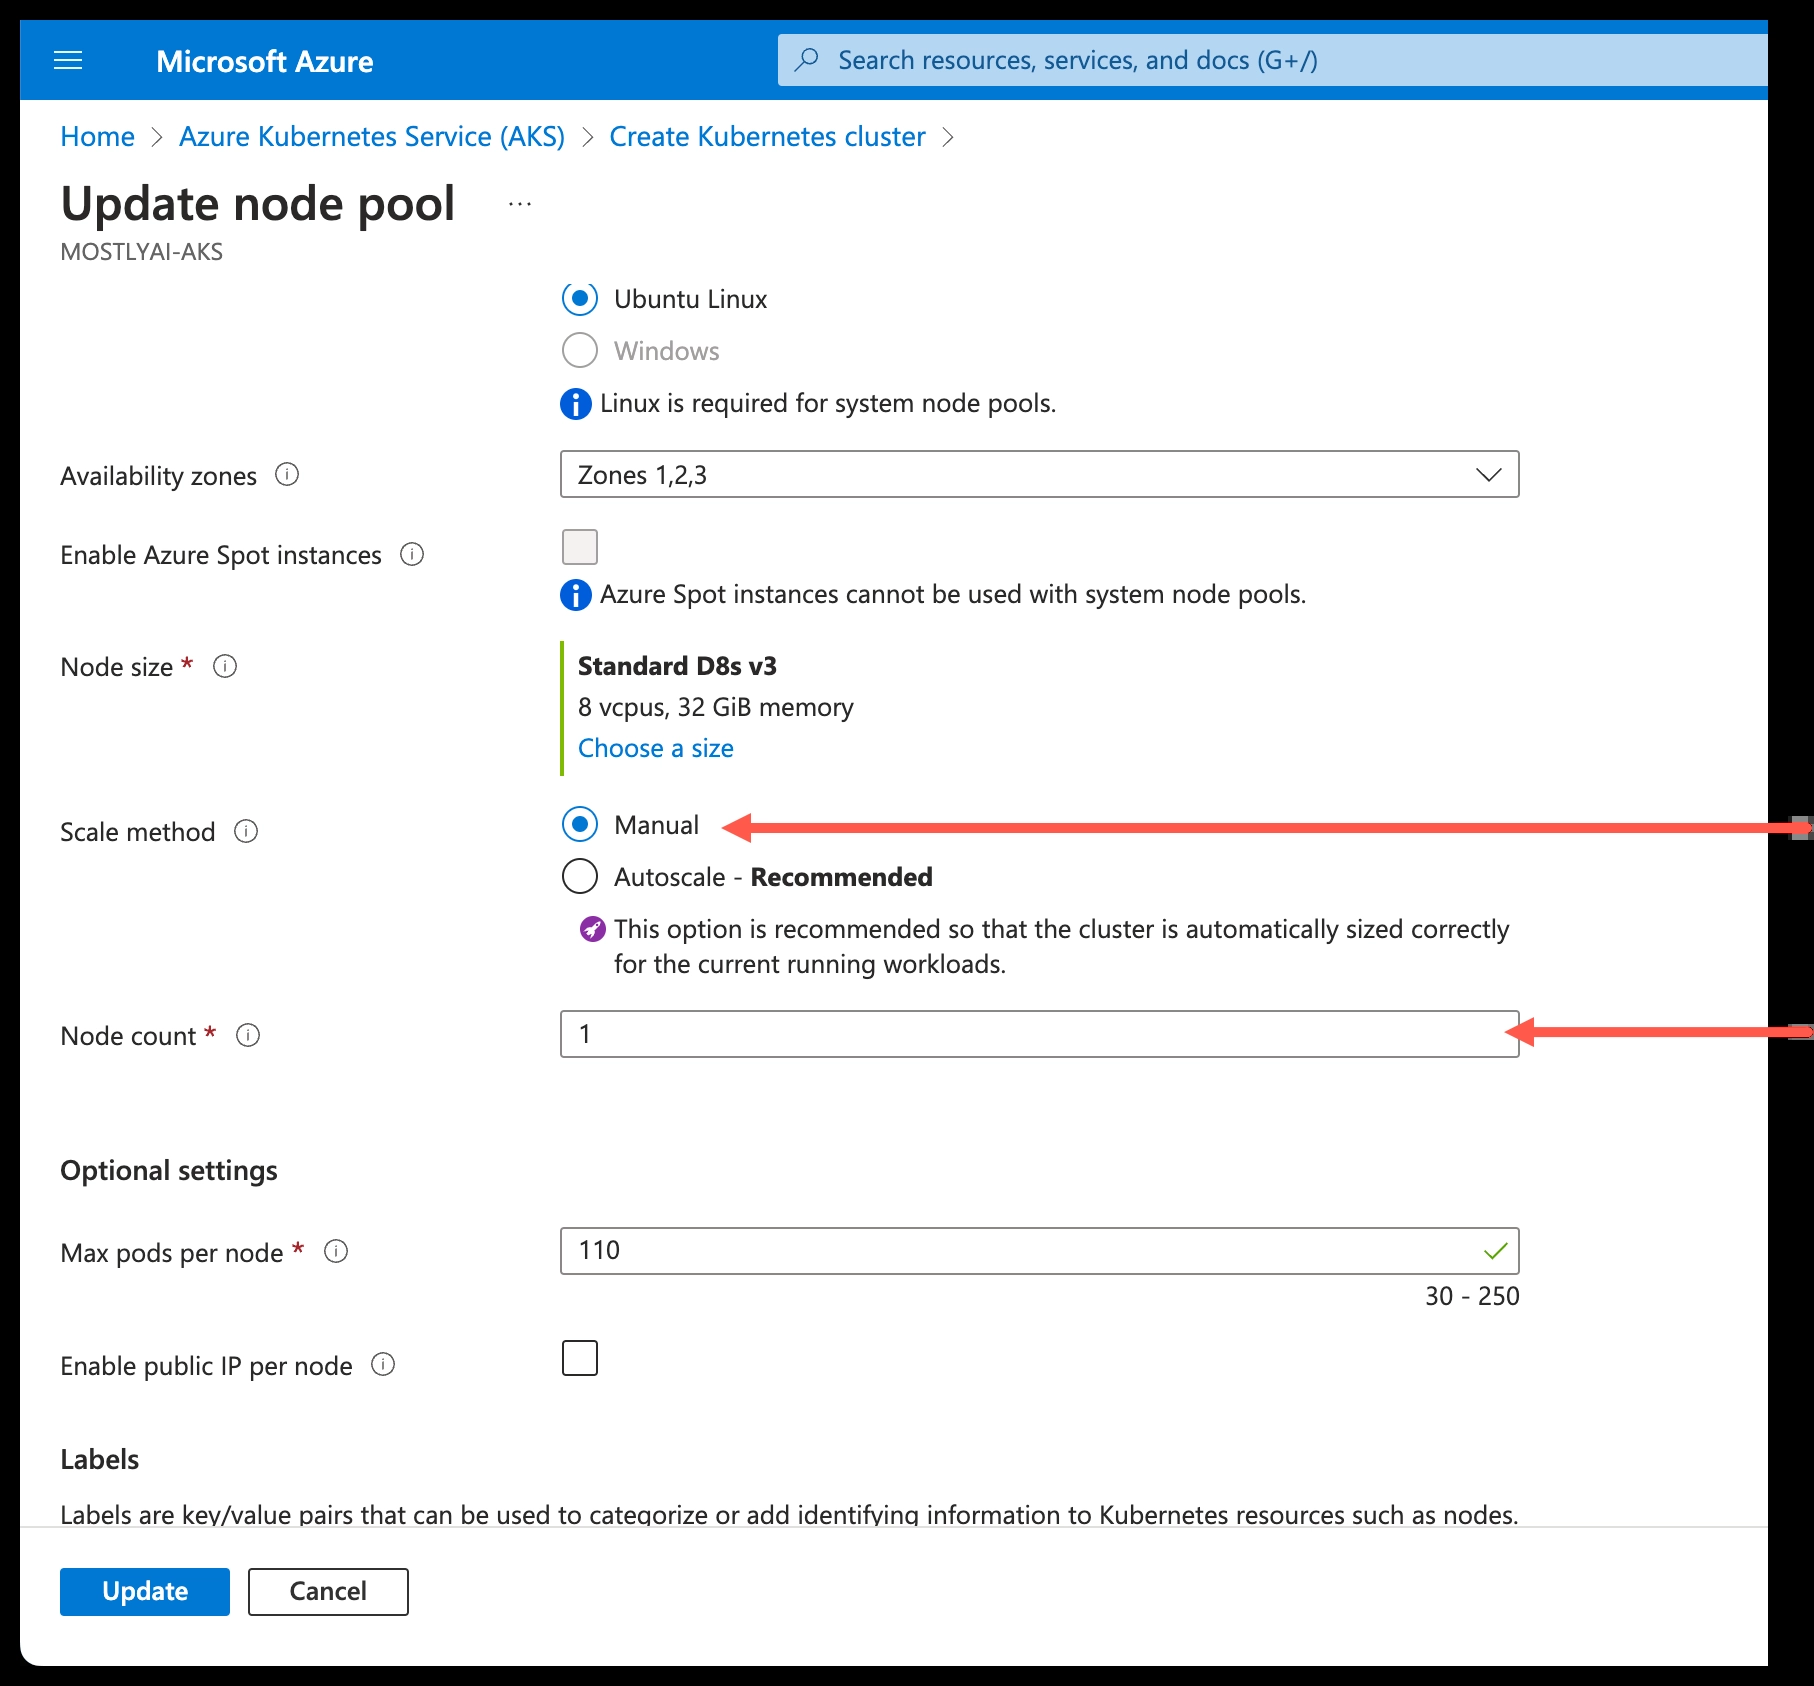 Microsoft Azure
Search resources, services, and docs (G+/)
Home > Azure Kubernetes Service (AKS) > Create Kubernetes cluster >
Update node pool ...
MOSTLYAI-AKS
Ubuntu Linux
Windows
Linux is required for system node pools.
Availability zones
Zones 1,2,3
Enable Azure Spot instances
Azure Spot instances cannot be used with system node pools.
Node size *
Standard D8s v3
8 vcpus, 32 GiB memory
Choose a size
Scale method
Manual
Autoscale - Recommended
This option is recommended so that the cluster is automatically sized correctly
for the current running workloads.
Node count *
1
Optional settings
Max pods per node *
110
30 - 250
Enable public IP per node
Labels
Labels are key/value pairs that can be used to categorize or add identifying information to Kubernetes resources such as nodes.
Update
Cancel